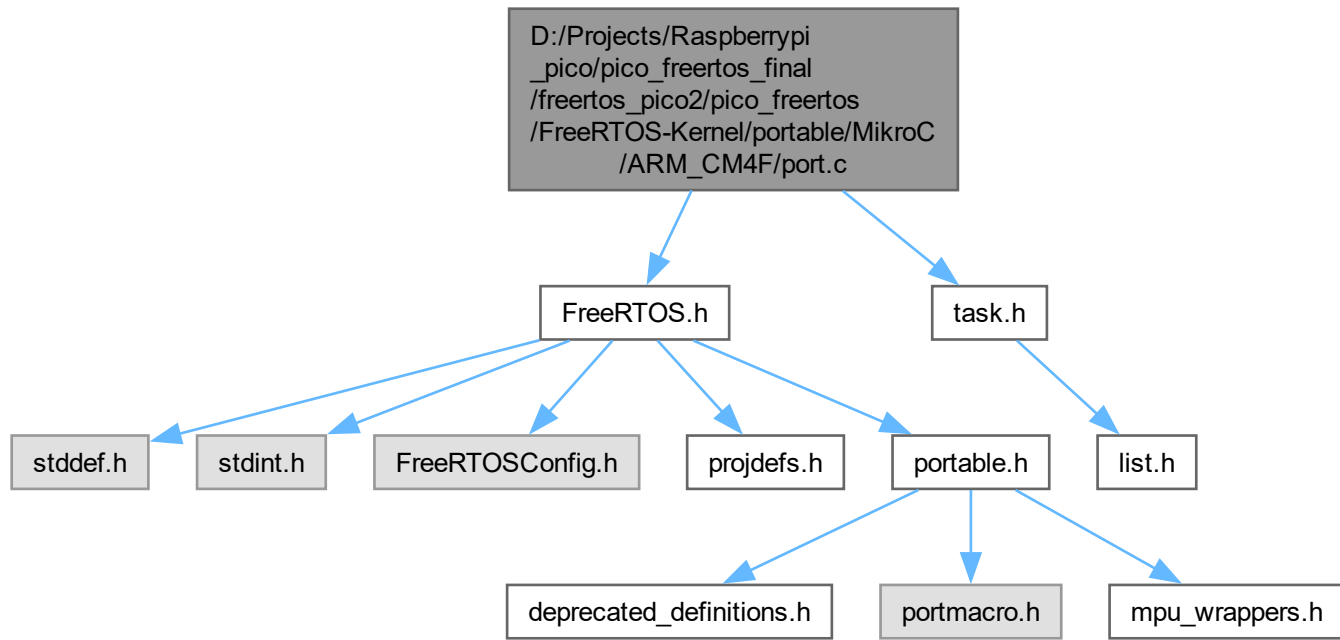 D:/Projects/Raspberrypi
_pico/pico_freertos_final
/freertos_pico2/pico_freertos
/FreeRTOS-Kernel/portable/MikroC
/ARM_CM4F/port.c
FreeRTOS.h
task.h
stddef.h
stdint.h
FreeRTOSConfig.h
projdefs.h
portable.h
list.h
deprecated_definitions.h
portmacro.h
mpu_wrappers.h